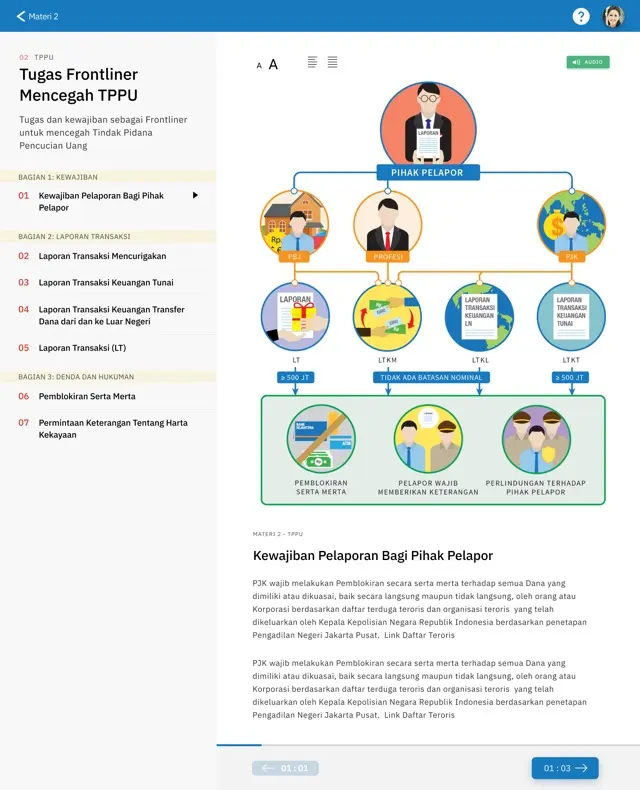 Materi 2
?
02 TPPU
Tugas Frontliner
Mencegah TPPU
Tugas dan kewajiban sebagai Frontliner
untuk mencegah Tindak Pidana
Pencucian Uang
BAGIAN 1: KEWAJIBAN
01 Kewajiban Pelaporan Bagi Pihak
Pelapor
BAGIAN 2: LAPORAN TRANSAKSI
02 Laporan Transaksi Mencurigakan
03 Laporan Transaksi Keuangan Tunai
04 Laporan Transaksi Keuangan Transfer
Dana dari dan ke Luar Negeri
05 Laporan Transaksi (LT)
BAGIAN 3: DENDA DAN HUKUMAN
06 Pemblokiran Serta Merta
07 Permintaan Keterangan Tentang Harta
Kekayaan
A A
AUDIO
LAPORAN
PIHAK PELAPOR
Rp.
PBJ
PROFESI
$
PJK
LAPORAN
LAPORAN
TRANSAKSI
KEUANGAN
LN
LAPORAN
TRANSAKSI
KEUANGAN
TUNAI
LT
LTKM
LTKL
LTKT
≥ 500 JT
TIDAK ADA BATASAN NOMINAL
≥ 500 JT
PEMBLOKIRAN
SERTA MERTA
PELAPOR WAJIB
MEMBERIKAN KETERANGAN
PERLINDUNGAN TERHADAP
PIHAK PELAPOR
MATERI 2 - TPPU
Kewajiban Pelaporan Bagi Pihak Pelapor
PJK wajib melakukan Pemblokiran secara serta merta terhadap semua Dana yang
dimiliki atau dikuasai, baik secara langsung maupun tidak langsung, oleh orang atau
Korporasi berdasarkan daftar terduga teroris dan organisasi teroris yang telah
dikeluarkan oleh Kepala Kepolisian Negara Republik Indonesia berdasarkan penetapan
Pengadilan Negeri Jakarta Pusat. Link Daftar Teroris
PJK wajib melakukan Pemblokiran secara serta merta terhadap semua Dana yang
dimiliki atau dikuasai, baik secara langsung maupun tidak langsung, oleh orang atau
Korporasi berdasarkan daftar terduga teroris dan organisasi teroris yang telah
dikeluarkan oleh Kepala Kepolisian Negara Republik Indonesia berdasarkan penetapan
Pengadilan Negeri Jakarta Pusat. Link Daftar Teroris
01 : 01
01 : 03